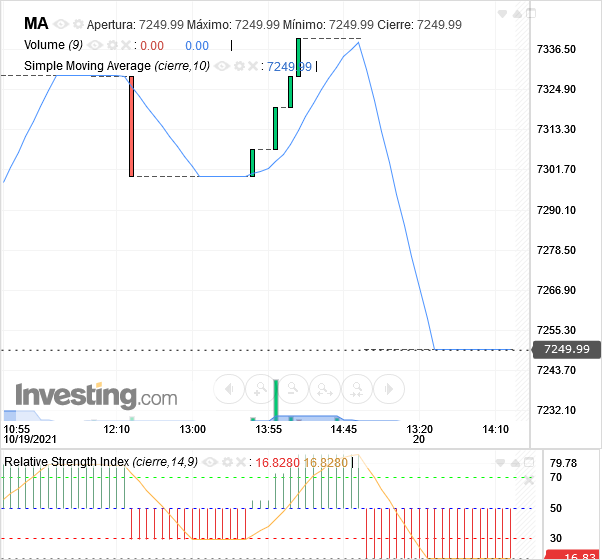 MA Apertura: 7249.99 Máximo: 7249.99 Mínimo: 7249.99 Cierre: 7249.99
Volume (9) : 0.00 0.00
Simple Moving Average (cierre,10) : 7249.99
7336.50
7324.90
7313.30
7301.70
7290.10
7278.50
7266.90
7255.30
7249.99
7243.70
7232.10
Investing.com
10:55 12:10 13:00 13:55 14:45 13:20 14:10
10/19/2021 20
Relative Strength Index (cierre,14,9) : 16.8280 16.8280
79.78
70
50
30
16.83